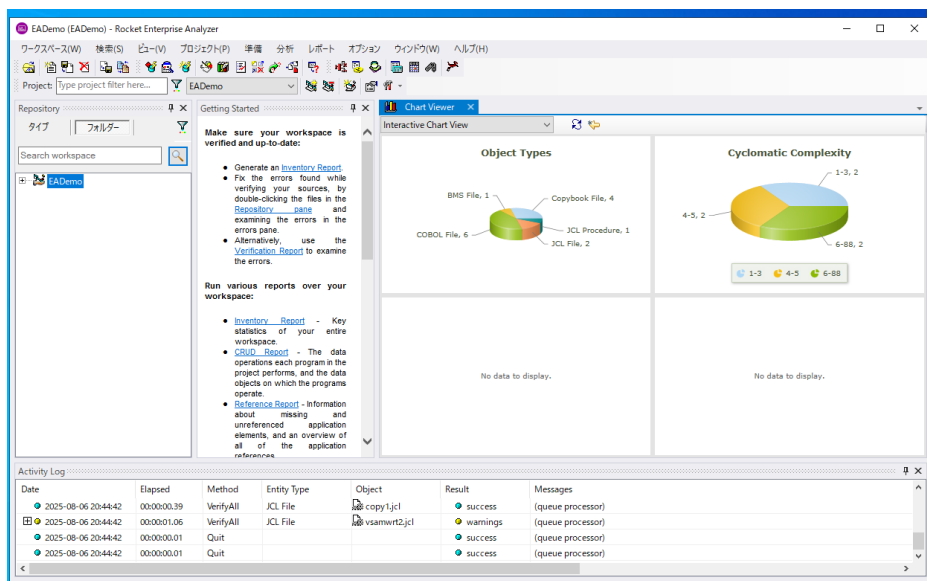 EADemo (EADemo) - Rocket Enterprise Analyzer
ワークスペース(W) 検索(S) ビュー(V) プロジェクト(P) 準備 分析 レポート オプション ウィンドウ(W) ヘルプ(H)
Project: Type project filter here... EADemo
Repository
タイプ フォルダー
Search workspace
EADemo
Getting Started
Make sure your workspace is
verified and up-to-date:
Generate an Inventory Report.
Fix the errors found while
verifying your sources, by
double-clicking the files in the
Repository pane and
examining the errors in the
errors pane.
Alternatively, use the
Verification Report to examine
the errors.
Run various reports over your
workspace:
Inventory Report - Key
statistics of your entire
workspace.
CRUD Report - The data
operations each program in the
project performs, and the data
objects on which the programs
operate.
Reference Report - Information
about missing and
unreferenced application
elements, and an overview of
all of the application
references.
Chart Viewer
Interactive Chart View
Object Types
BMS File, 1
Copybook File, 4
COBOL File, 6
JCL Procedure, 1
JCL File, 2
Cyclomatic Complexity
1-3, 2
4-5, 2
6-88, 2
1-3 4-5 6-88
No data to display.
No data to display.
Activity Log
Date Elapsed Method Entity Type Object Result Messages
2025-08-06 20:44:42 00:00:00.39 VerifyAll JCL File copy1.jcl success (queue processor)
2025-08-06 20:44:42 00:00:01.06 VerifyAll JCL File vsamwrt2.jcl warnings (queue processor)
2025-08-06 20:44:42 00:00:00.01 Quit success (queue processor)
2025-08-06 20:44:42 00:00:00.01 Quit success (queue processor)